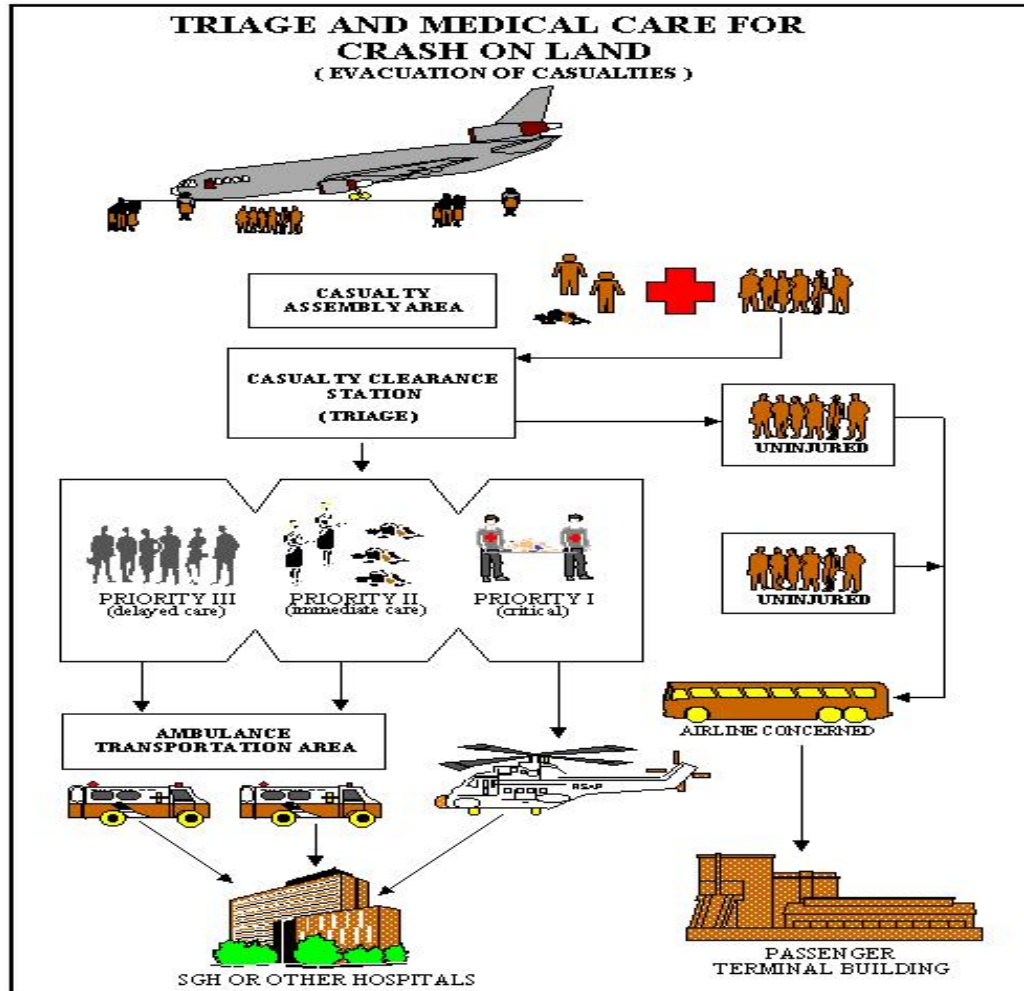 TRIAGE AND MEDICAL CARE FOR
CRASH ON LAND
( EVACUATION OF CASUALTIES )
CASUALTY
ASSEMBLY AREA
CASUALTY CLEARANCE
STATION
(TRIAGE)
UNINJURED
PRIORITY III
(delayed care)
PRIORITY II
(immediate care)
PRIORITY I
(critical)
UNINJURED
AMBULANCE
TRANSPORTATION AREA
AIRLINE CONCERNED
RSAF
SGH OR OTHER HOSPITALS
PASSENGER
TERMINAL BUILDING